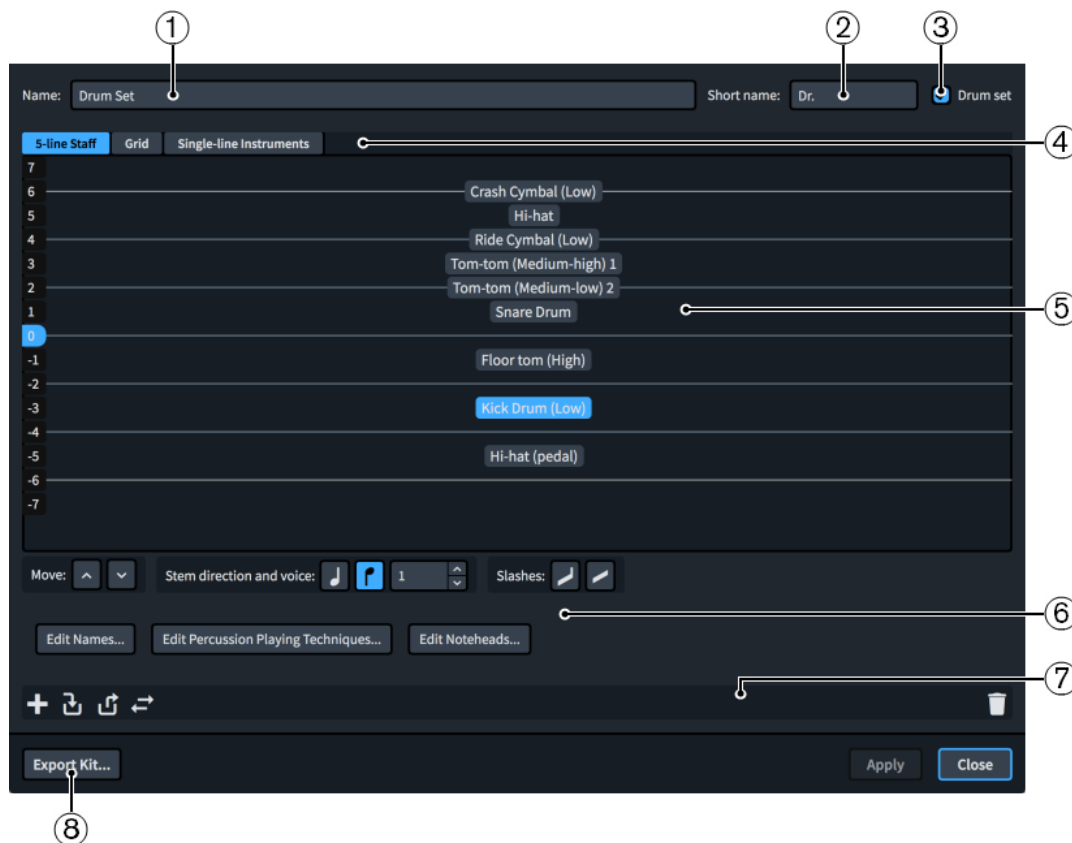 ① ② ③
Name: Drum Set Short name: Dr. Drum set
5-line Staff Grid Single-line Instruments ④
7
6 Crash Cymbal (Low)
5 Hi-hat
4 Ride Cymbal (Low)
3 Tom-tom (Medium-high) 1
2 Tom-tom (Medium-low) 2
1 Snare Drum ⑤
0
-1 Floor tom (High)
-2
-3 Kick Drum (Low)
-4
-5 Hi-hat (pedal)
-6
-7
Move: Stem direction and voice: 1 Slashes:
⑥
Edit Names... Edit Percussion Playing Techniques... Edit Noteheads...
⑦
Export Kit... Apply Close
⑧